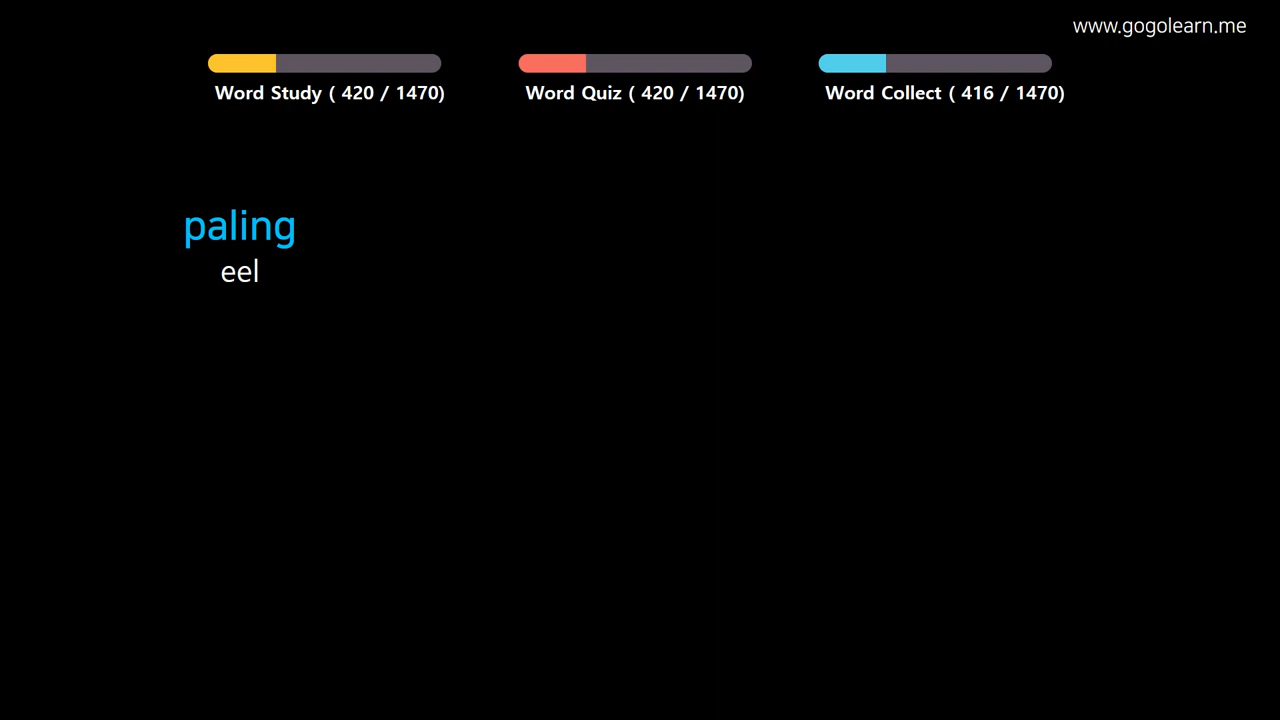 www.gogolearn.me
Word Study ( 420 / 1470)
Word Quiz ( 420 / 1470)
Word Collect ( 416 / 1470)
paling
eel